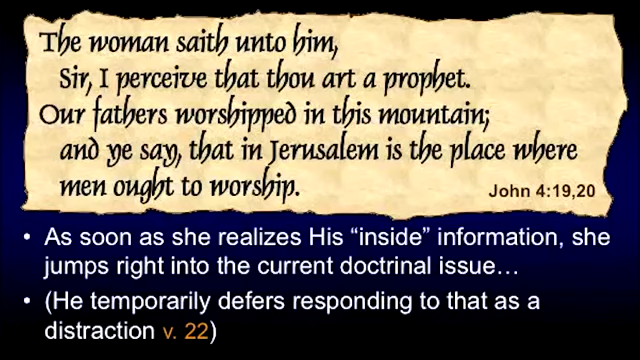 The woman saith unto him,
Sir, I perceive that thou art a prophet.
Our fathers worshipped in this mountain;
and ye say, that in Jerusalem is the place where
men ought to worship.
John 4:19,20
• As soon as she realizes His “inside” information, she
jumps right into the current doctrinal issue…
• (He temporarily defers responding to that as a
distraction v. 22)